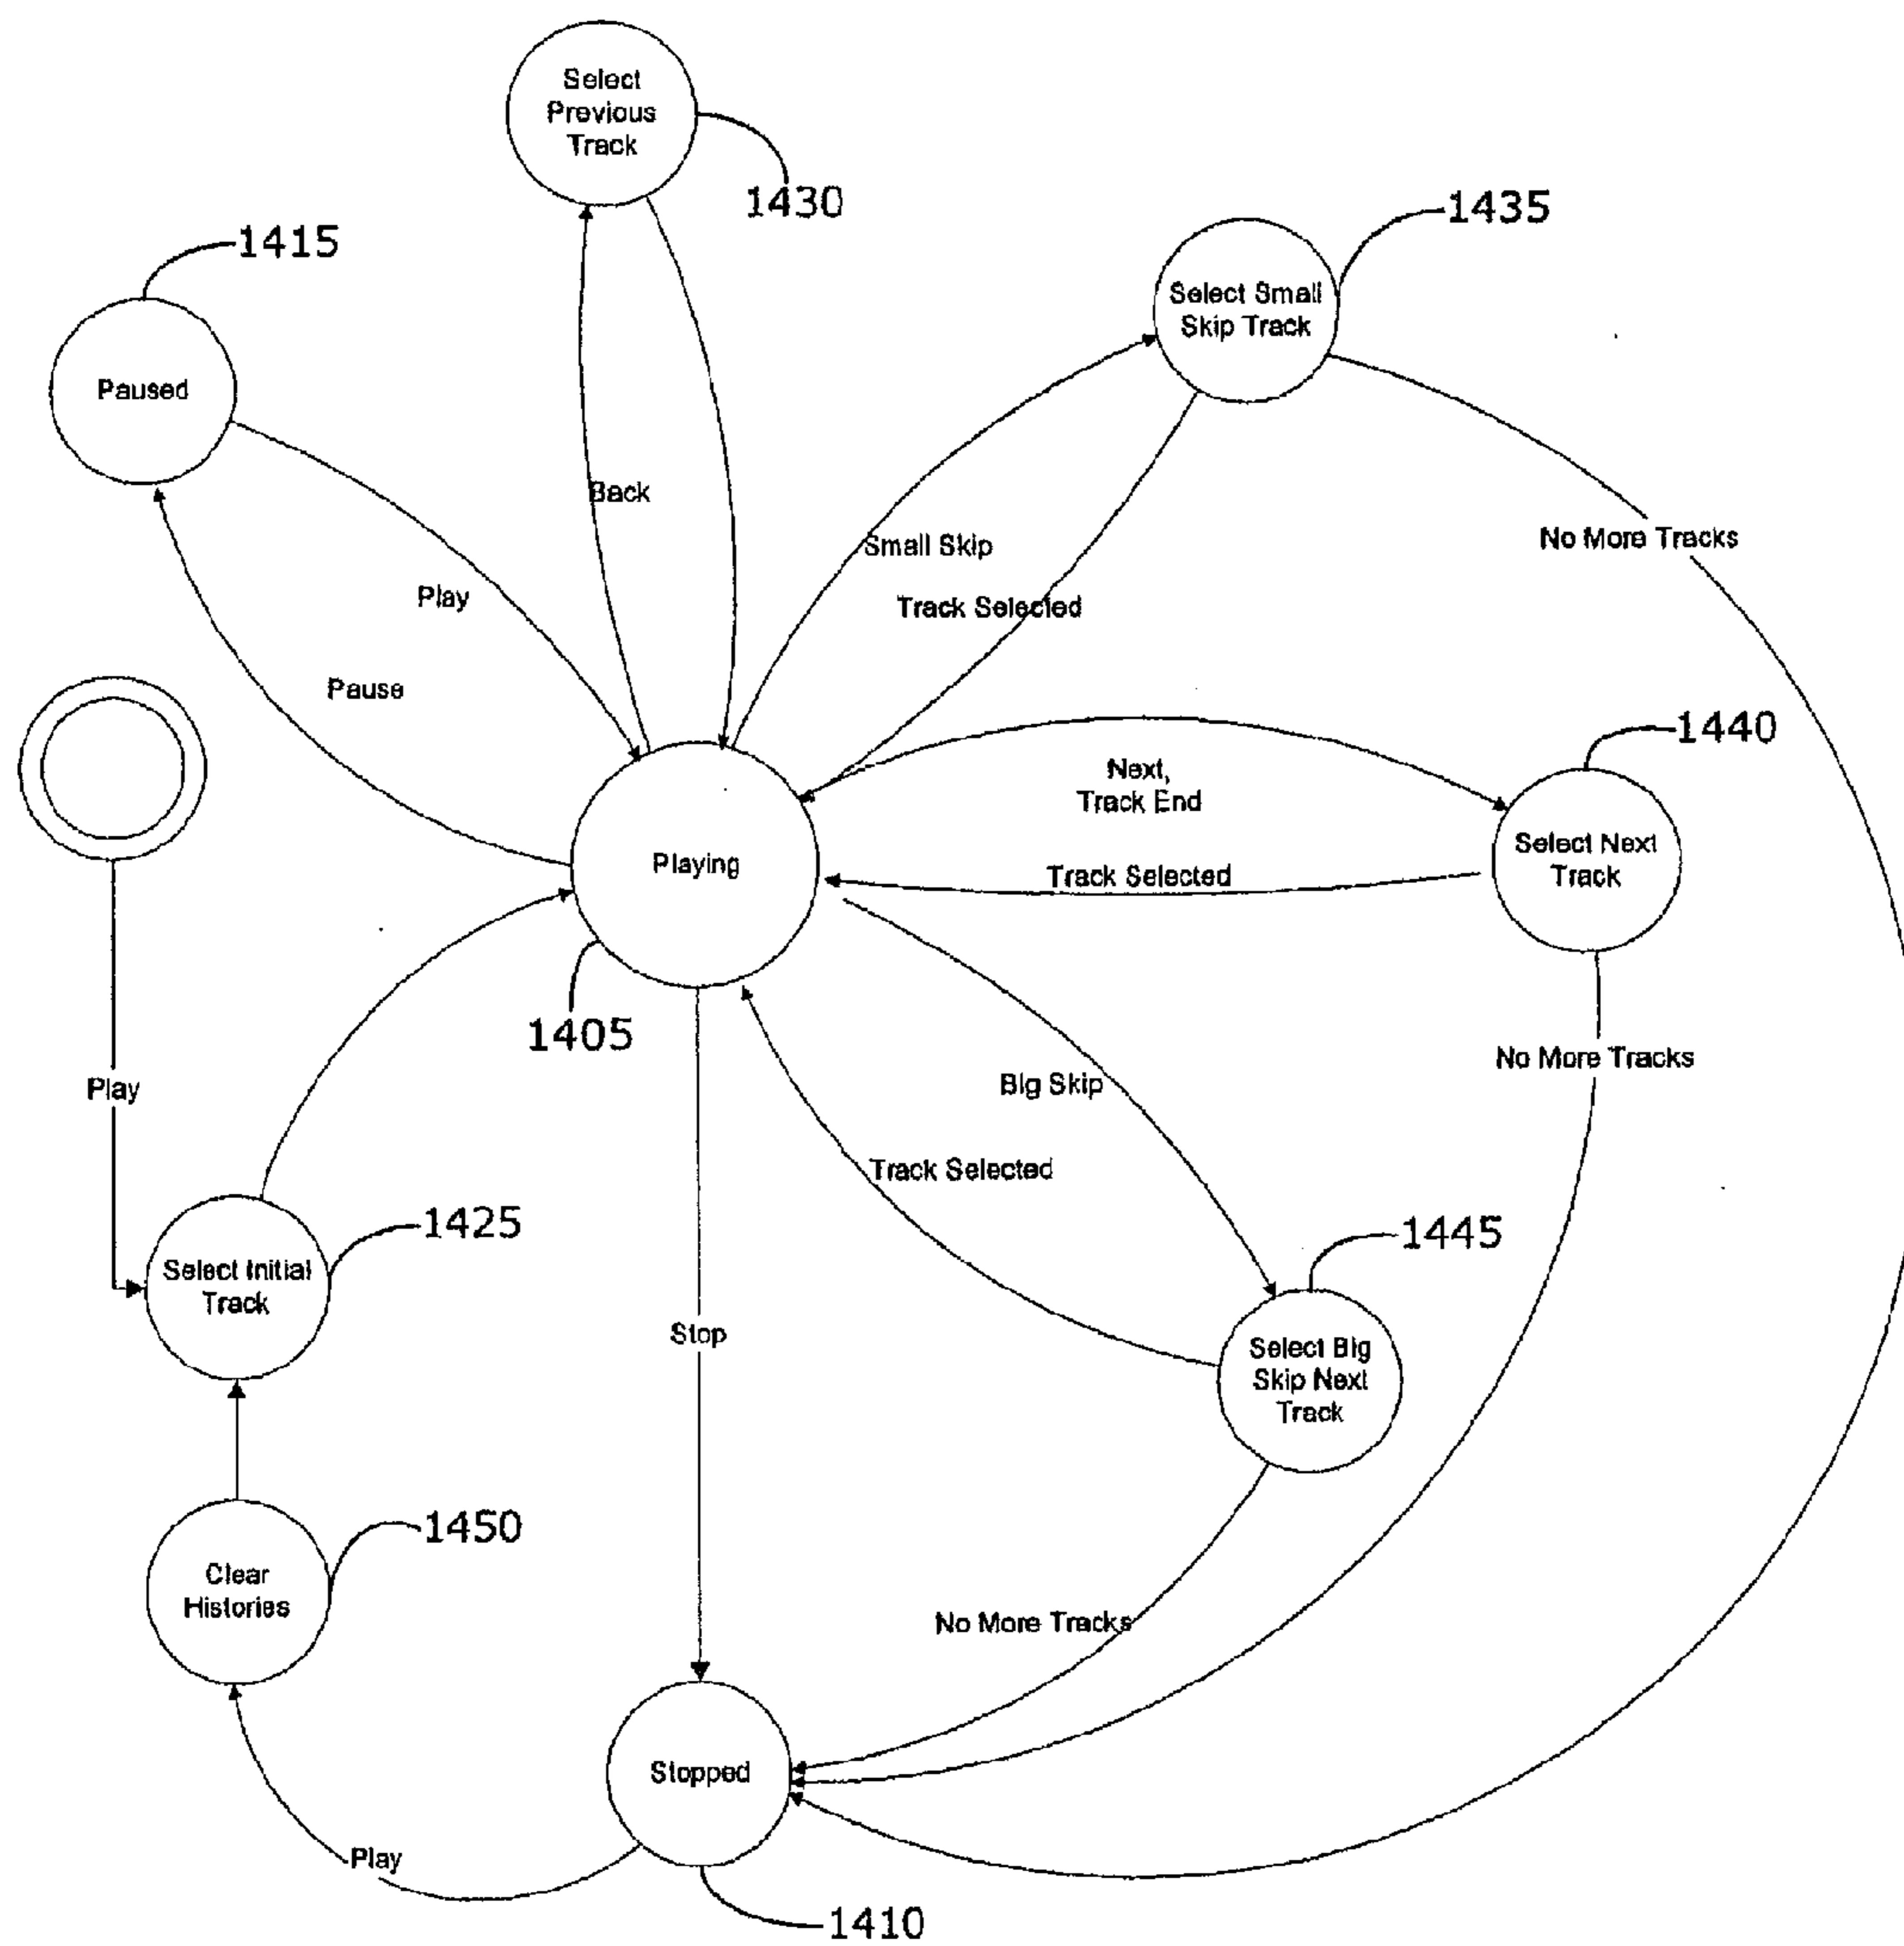 Select
Previous
Track
1430
1435
1415
Select Small
Skip Track
Paused
Back
No More Tracks
Small Skip
Play
Track Selected
Pause
1440
Next,
Track End
Select Next
Track
Playing
Track Selected
1405
No More Tracks
Play
Big Skip
Track Selected
1425
1445
Select Initial
Track
Stop
Select Big
Skip Next
Track
1450
Clear
Histories
No More Tracks
Stopped
Play
1410